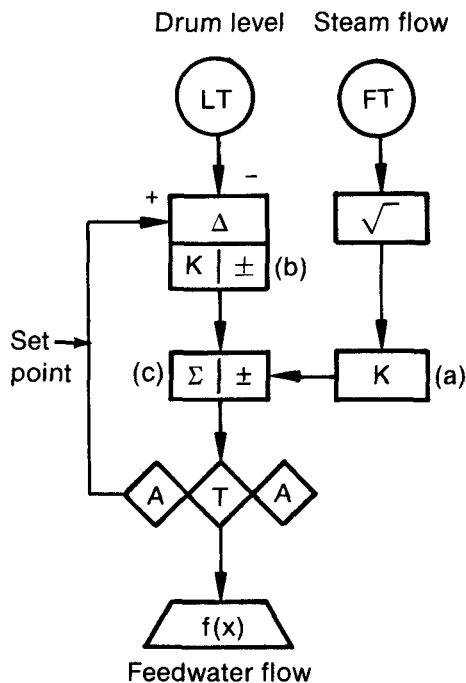 Drum level Steam flow
LT FT
+ −
Δ √
K ± (b)
Set
point
(c) Σ ± K (a)
A T A
f(x)
Feedwater flow